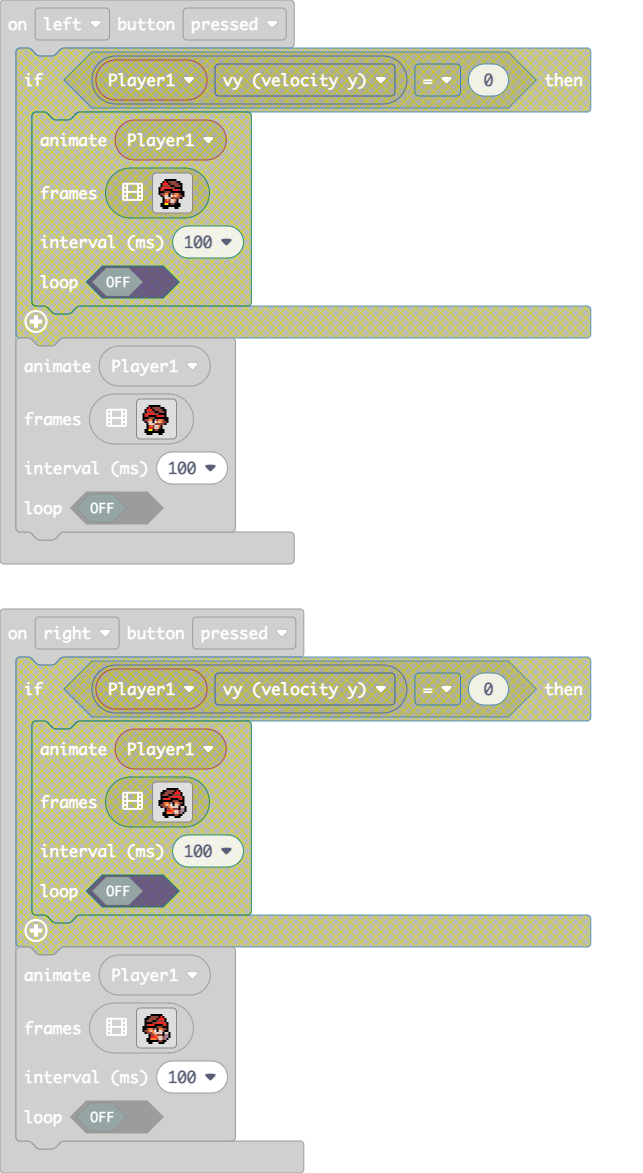 on left button pressed
if Player1 vy (velocity y) = 0 then
animate Player1
frames
interval (ms) 100
loop OFF
animate Player1
frames
interval (ms) 100
loop OFF
on right button pressed
if Player1 vy (velocity y) = 0 then
animate Player1
frames
interval (ms) 100
loop OFF
animate Player1
frames
interval (ms) 100
loop OFF